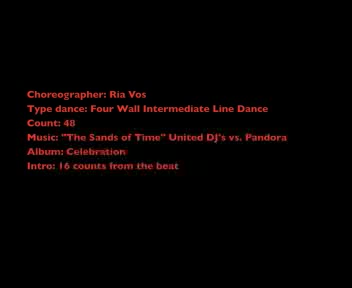 Choreographer: Ria Vos
Type dance: Four Wall Intermediate Line Dance
Count: 48
Music: "The Sands of Time" United DJ's vs. Pandora
Album: Celebration
Intro: 16 counts from the beat